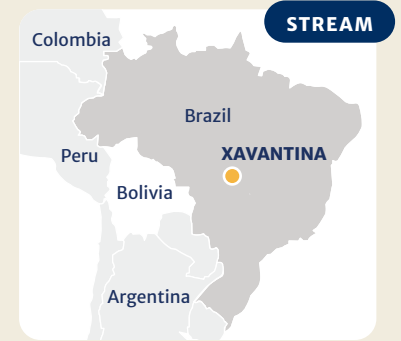 STREAM
Colombia
Brazil
XAVANTINA
Peru
Bolivia
Argentina